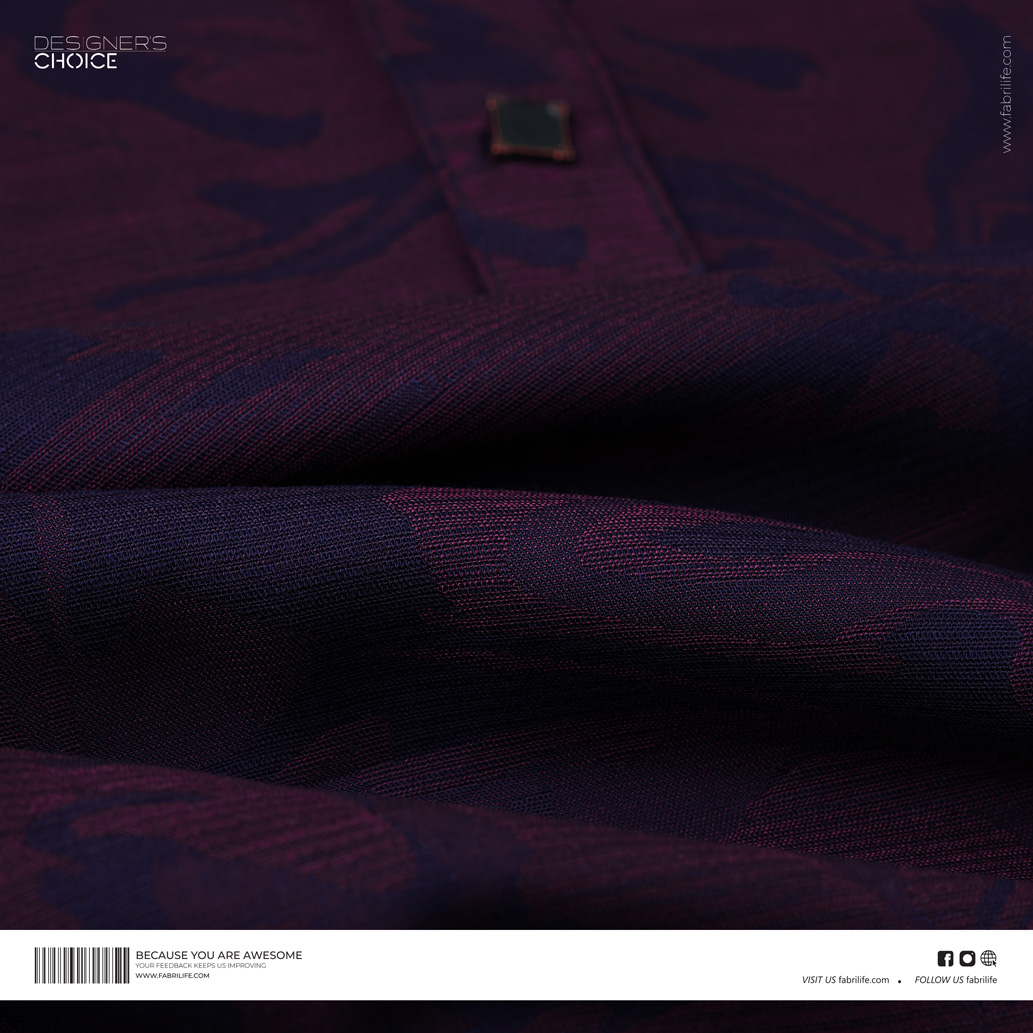 DESIGNER'S
CHOICE
www.fabrilife.com
BECAUSE YOU ARE AWESOME
YOUR FEEDBACK KEEPS US IMPROVING
WWW.FABRILIFE.COM
VISIT US fabrilife.com • FOLLOW US fabrilife